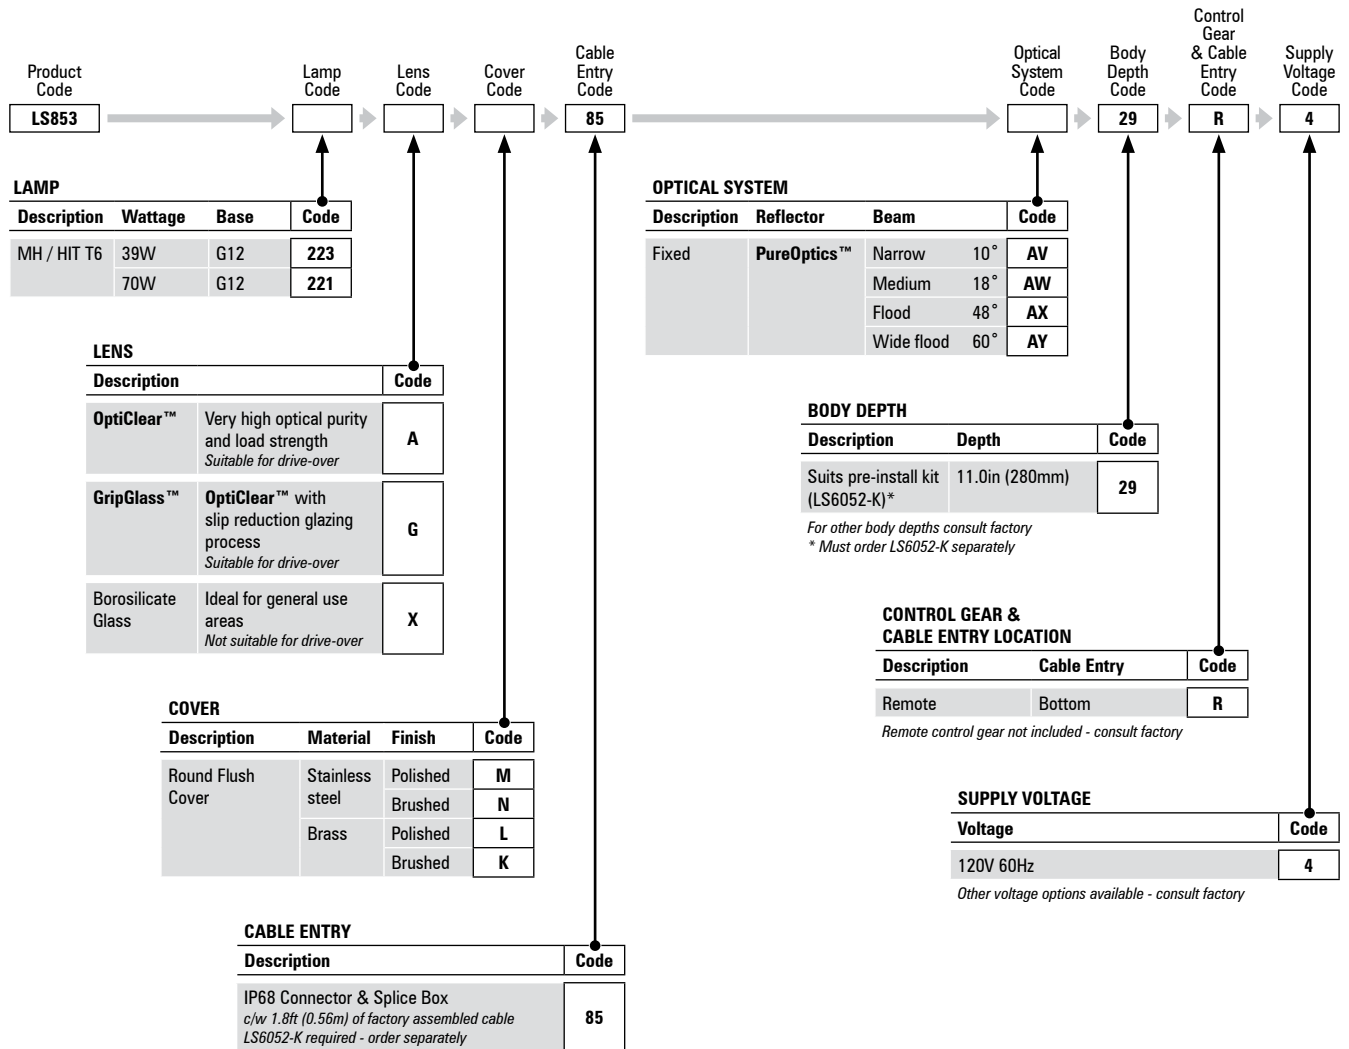 Product Code
Lamp Code
Lens Code
Cover Code
Cable Entry Code
Optical System Code
Body Depth Code
Control Gear & Cable Entry Code
Supply Voltage Code
LS853
85
29
R
4
LAMP
Description Wattage Base Code
MH / HIT T6 39W G12 223
70W G12 221
OPTICAL SYSTEM
Description Reflector Beam Code
Fixed PureOptics™ Narrow 10° AV
Medium 18° AW
Flood 48° AX
Wide flood 60° AY
LENS
Description Code
OptiClear™ Very high optical purity
and load strength
Suitable for drive-over
A
GripGlass™ OptiClear™ with
slip reduction glazing
process
Suitable for drive-over
G
Borosilicate
Glass
Ideal for general use
areas
Not suitable for drive-over
X
BODY DEPTH
Description Depth Code
Suits pre-install kit
(LS6052-K)*
11.0in (280mm)
29
For other body depths consult factory
* Must order LS6052-K separately
CONTROL GEAR &
CABLE ENTRY LOCATION
Description Cable Entry Code
Remote Bottom R
Remote control gear not included - consult factory
COVER
Description Material Finish Code
Round Flush
Cover
Stainless
steel
Polished M
Brushed N
Brass Polished L
Brushed K
SUPPLY VOLTAGE
Voltage Code
120V 60Hz 4
Other voltage options available - consult factory
CABLE ENTRY
Description Code
IP68 Connector & Splice Box
c/w 1.8ft (0.56m) of factory assembled cable
LS6052-K required - order separately
85